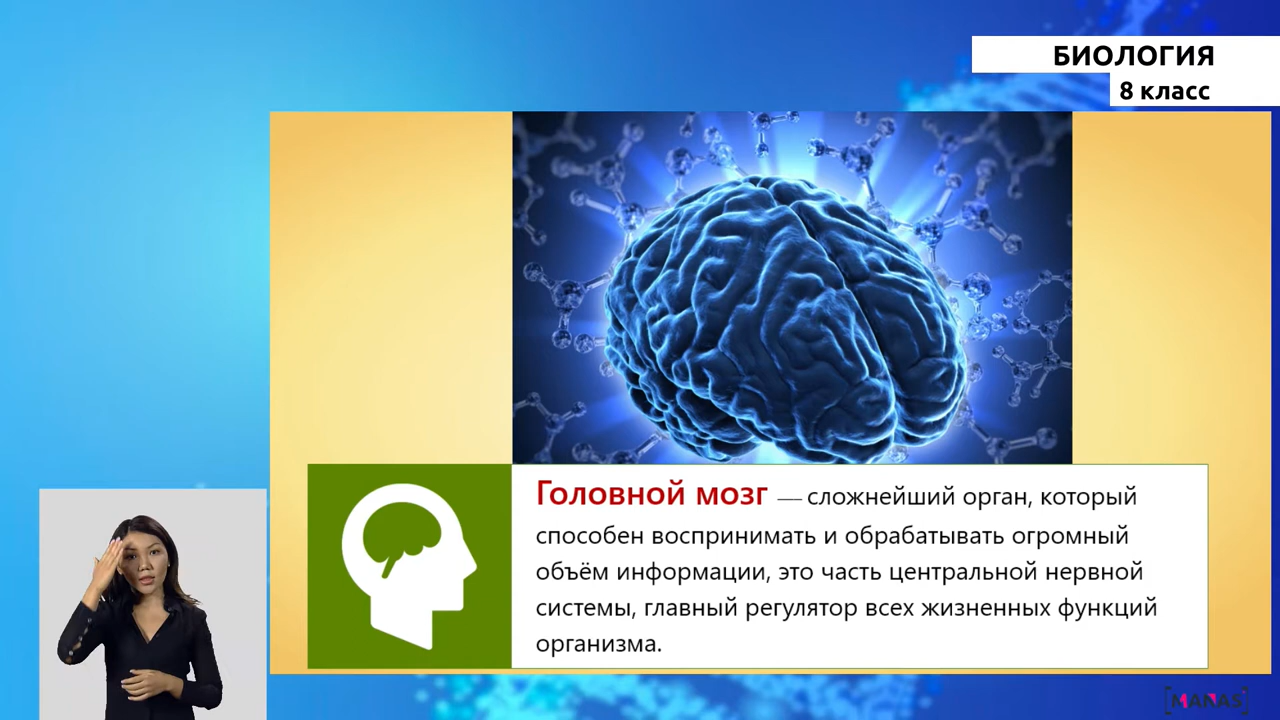 БИОЛОГИЯ
8 класс
Головной мозг — сложнейший орган, который
способен воспринимать и обрабатывать огромный
объём информации, это часть центральной нервной
системы, главный регулятор всех жизненных функций
организма.
MANAS